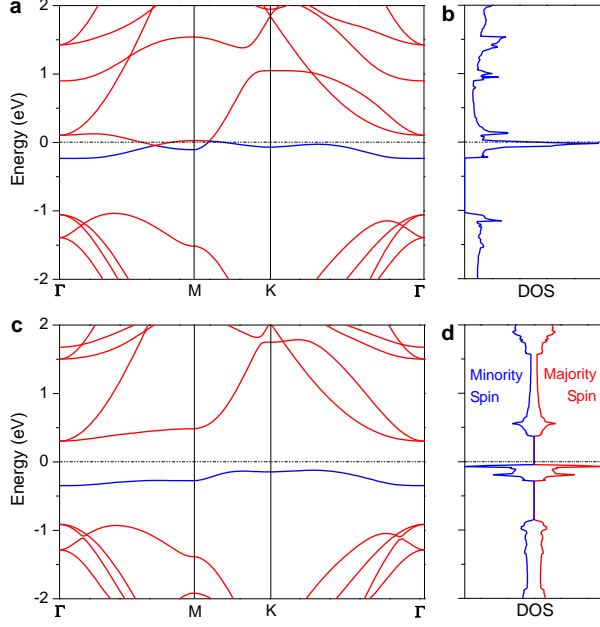 a
b
2
1
0
-1
-2
Energy (eV)
Γ
M
K
Γ
DOS
c
d
2
1
0
-1
-2
Energy (eV)
Minority
Spin
Majority
Spin
Γ
M
K
Γ
DOS